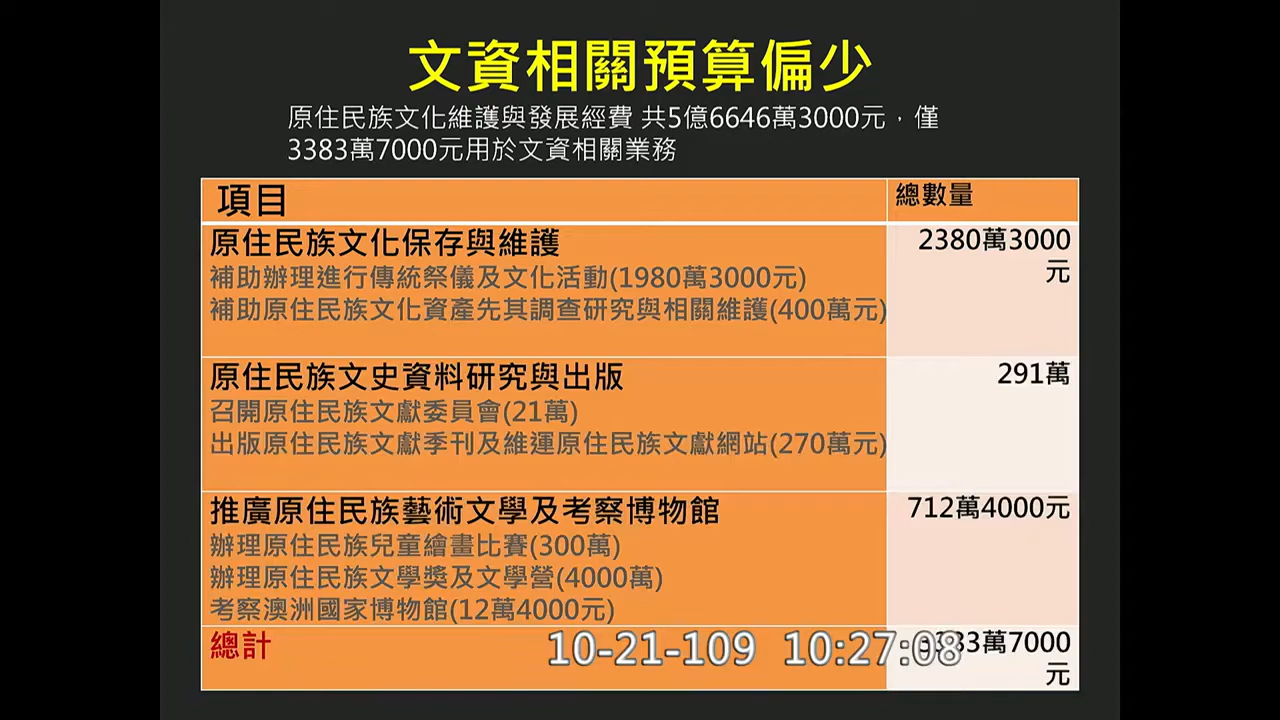 文資相關預算偏少
原住民族文化維護與發展經費 共5億6646萬3000元，僅
3383萬7000元用於文資相關業務
項目
總數量
原住民族文化保存與維護
2380萬3000
元
補助辦理進行傳統祭儀及文化活動(1980萬3000元)
補助原住民族文化資產先其調查研究與相關維護(400萬元)
原住民族文史資料研究與出版
291萬
召開原住民族文獻委員會(21萬)
出版原住民族文獻季刊及維運原住民族文獻網站(270萬元)
推廣原住民族藝術文學及考察博物館
712萬4000元
辦理原住民族兒童繪畫比賽(300萬)
辦理原住民族文學獎及文學營(4000萬)
考察澳洲國家博物館(12萬4000元)
總計
3383萬7000
元
10-21-109 10:27:08